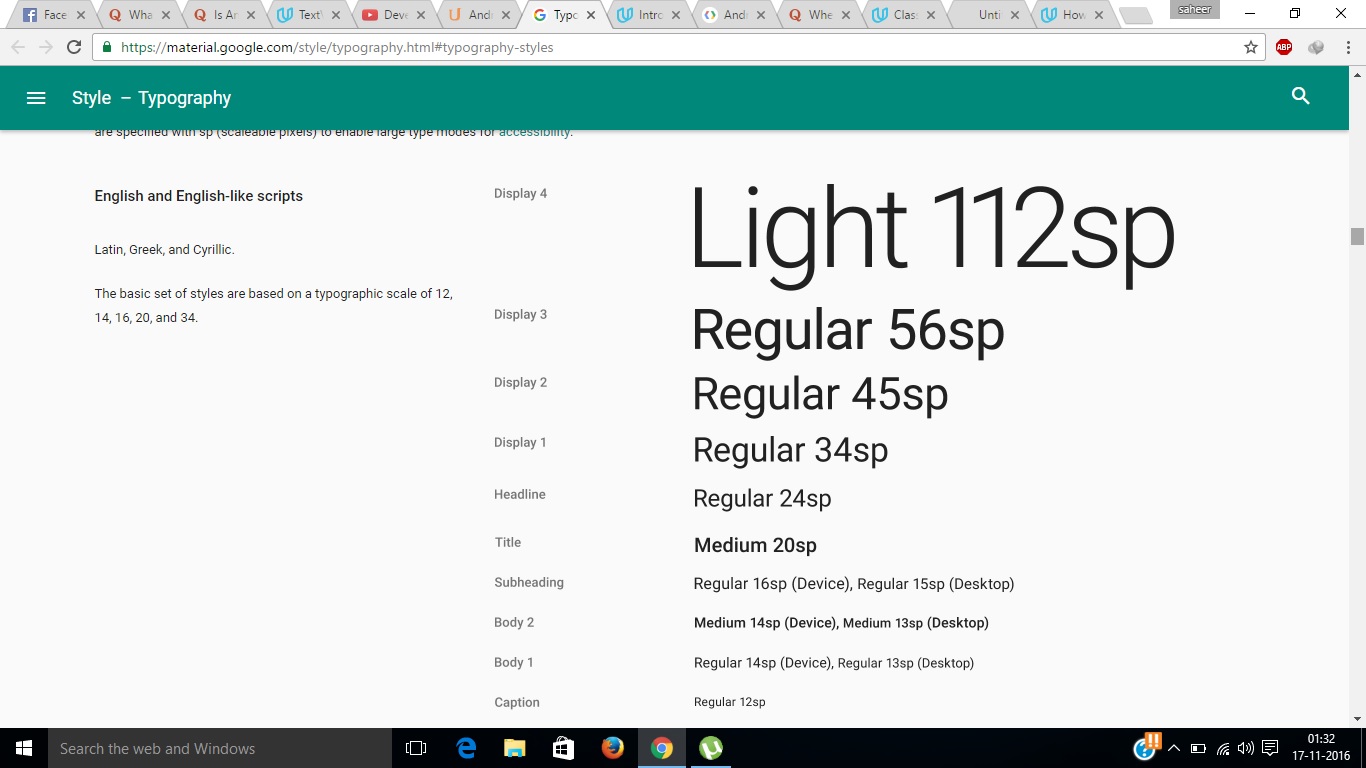 Face
Wha
Is Ar
Text\
Deve
Andr
Typo
Intro
Andr
Whe
Clas
Unti
How
saheer
https://material.google.com/style/typography.html#typography-styles
ABP
Style – Typography
are specified with sp (scaleable pixels) to enable large type modes for accessibility.
English and English-like scripts
Latin, Greek, and Cyrillic.
The basic set of styles are based on a typographic scale of 12,
14, 16, 20, and 34.
Display 4 Light 112sp
Display 3 Regular 56sp
Display 2 Regular 45sp
Display 1 Regular 34sp
Headline Regular 24sp
Title Medium 20sp
Subheading Regular 16sp (Device), Regular 15sp (Desktop)
Body 2 Medium 14sp (Device), Medium 13sp (Desktop)
Body 1 Regular 14sp (Device), Regular 13sp (Desktop)
Caption Regular 12sp
Search the web and Windows
01:32
17-11-2016